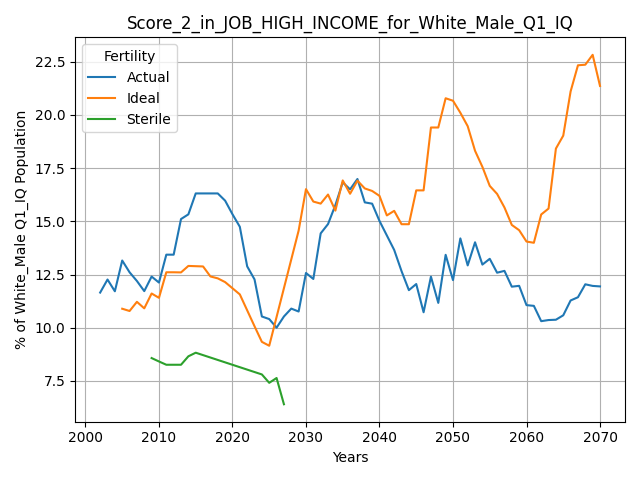 Score_2_in_JOB_HIGH_INCOME_for_White_Male_Q1_IQ
Fertility
Actual
Ideal
Sterile
% of White_Male Q1_IQ Population
22.5
20.0
17.5
15.0
12.5
10.0
7.5
2000 2010 2020 2030 2040 2050 2060 2070
Years